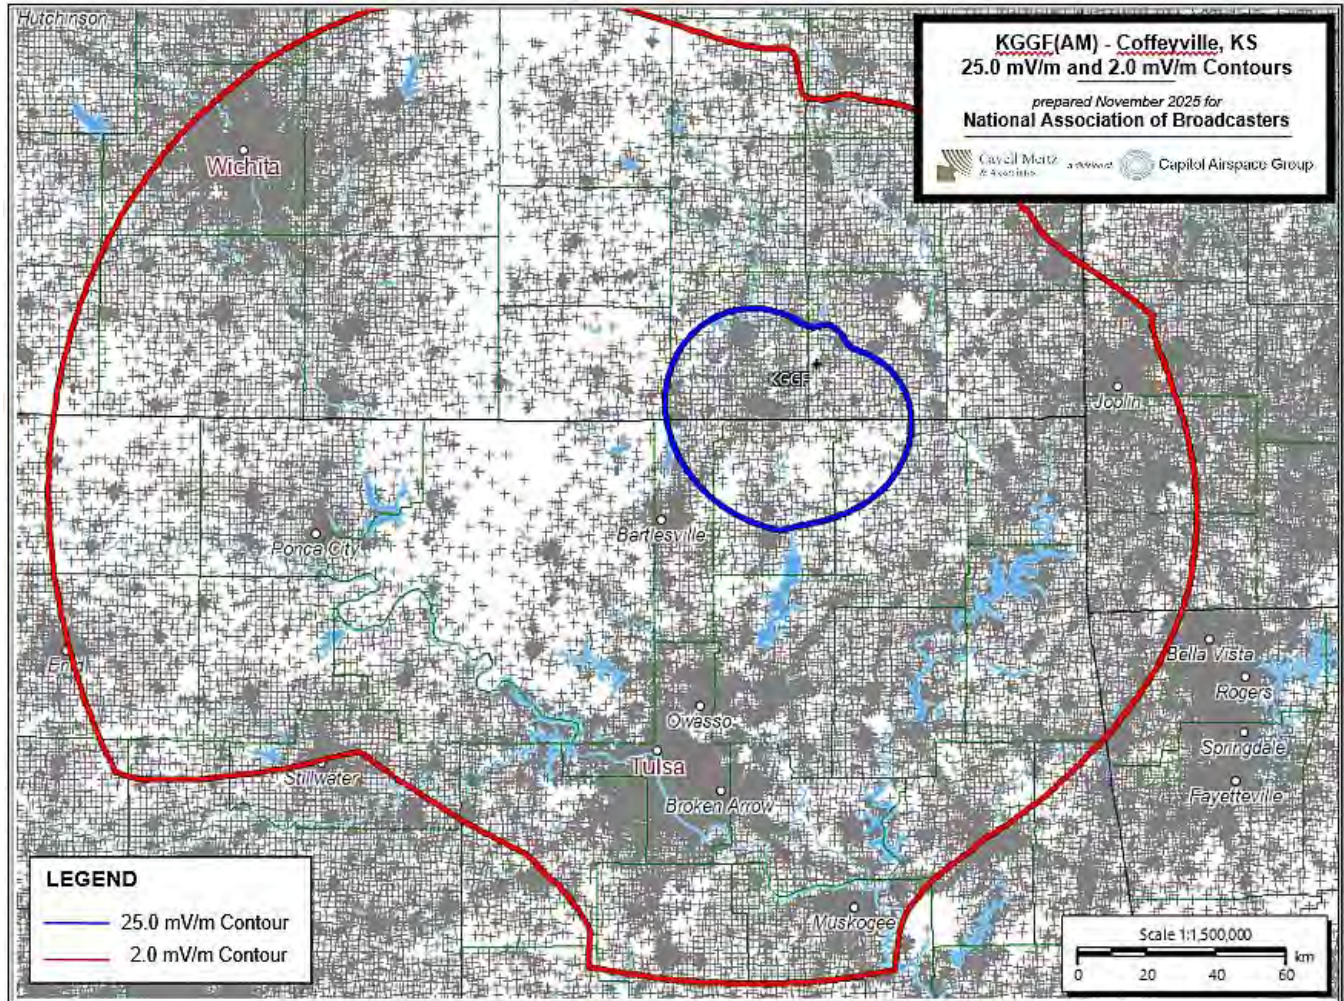 Hutchinson
KGGF(AM) - Coffeyville, KS
25.0 mV/m and 2.0 mV/m Contours
prepared November 2025 for
National Association of Broadcasters
Cavell Mertz
& Associates
Capitol Airspace Group
Wichita
KGGF
Joplin
Ponca City
Bartlesville
Enid
Bella Vista
Rogers
Owasso
Springdale
Tulsa
Stillwater
Broken Arrow
Fayetteville
Muskogee
LEGEND
25.0 mV/m Contour
2.0 mV/m Contour
Scale 1:1,500,000
0 20 40 60 km